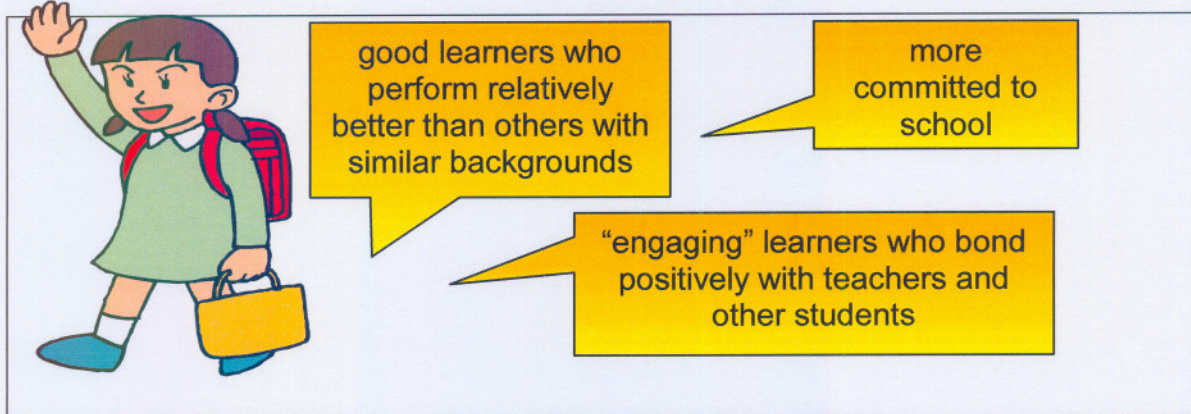 good learners who
perform relatively
better than others with
similar backgrounds
more
committed to
school
“engaging” learners who bond
positively with teachers and
other students